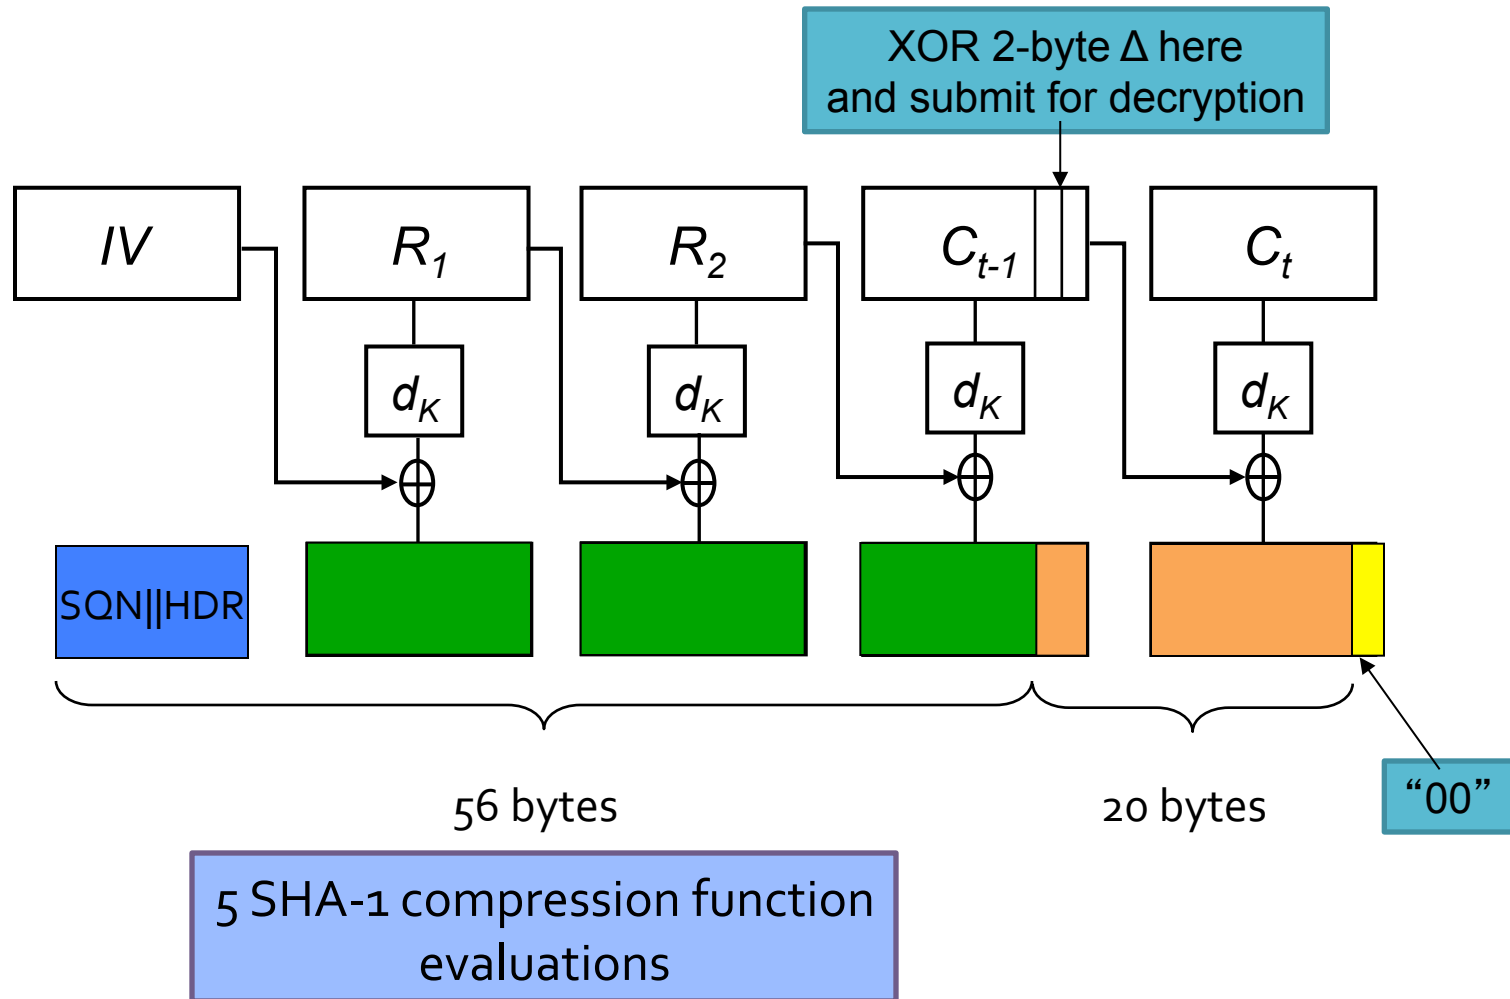 XOR 2-byte Δ here
and submit for decryption
IV
R1
R2
Ct-1
Ct
dK
dK
dK
dK
SQN||HDR
56 bytes
20 bytes
“00”
5 SHA-1 compression function
evaluations